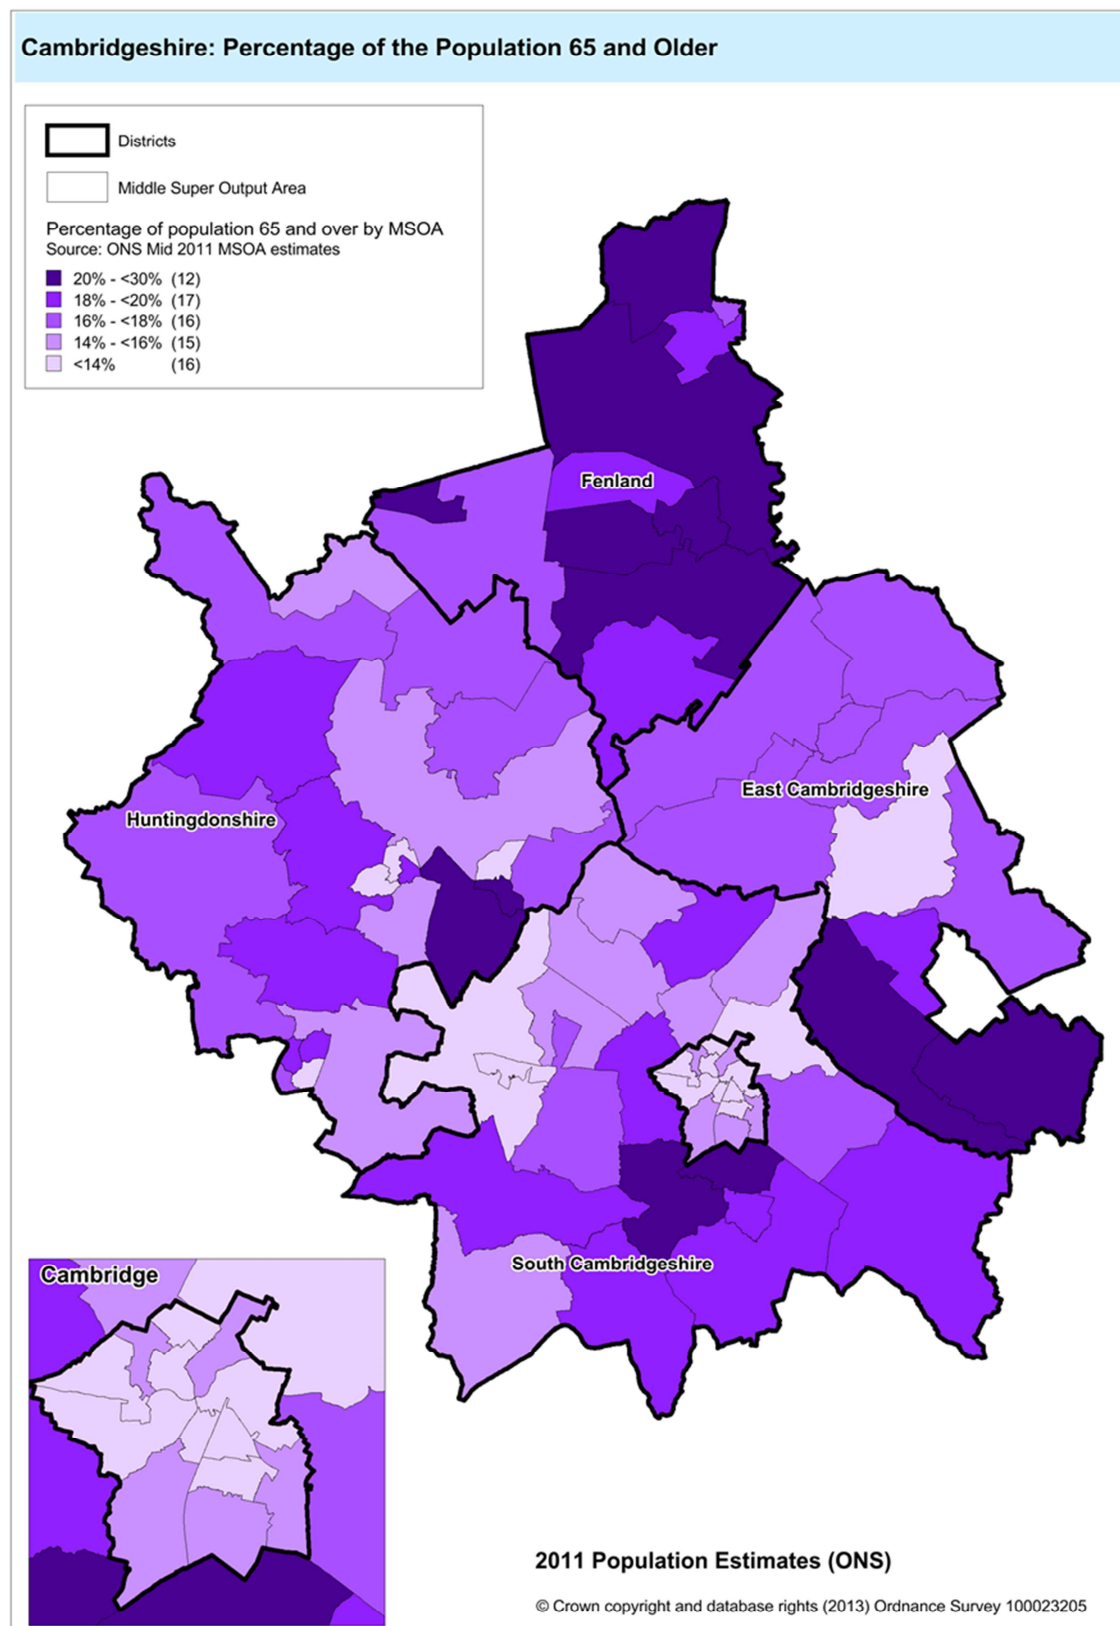 Cambridgeshire: Percentage of the Population 65 and Older
Districts
Middle Super Output Area
Percentage of population 65 and over by MSOA
Source: ONS Mid 2011 MSOA estimates
20% - <30% (12)
18% - <20% (17)
16% - <18% (16)
14% - <16% (15)
<14% (16)
Fenland
East Cambridgeshire
Huntingdonshire
South Cambridgeshire
Cambridge
2011 Population Estimates (ONS)
© Crown copyright and database rights (2013) Ordnance Survey 100023205